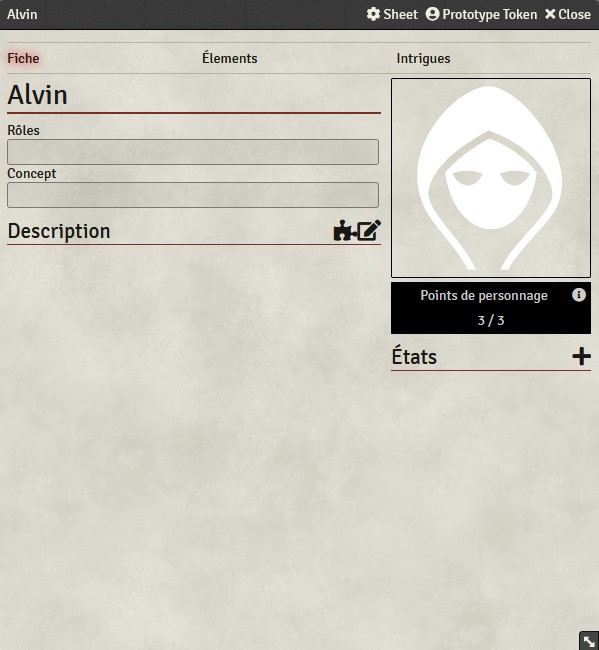 Alvin Sheet Prototype Token Close
Fiche Élements Intrigues
Alvin
Rôles
Concept
Description
Points de personnage
3 / 3
États